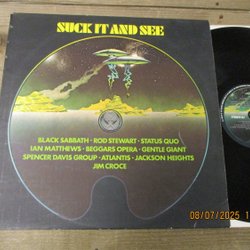 SUCK IT AND SEE
BLACK SABBATH · ROD STEWART · STATUS QUO
IAN MATTHEWS · BEGGARS OPERA · GENTLE GIANT
SPENCER DAVIS GROUP · ATLANTIS · JACKSON HEIGHTS
JIM CROCE
08/07/2025